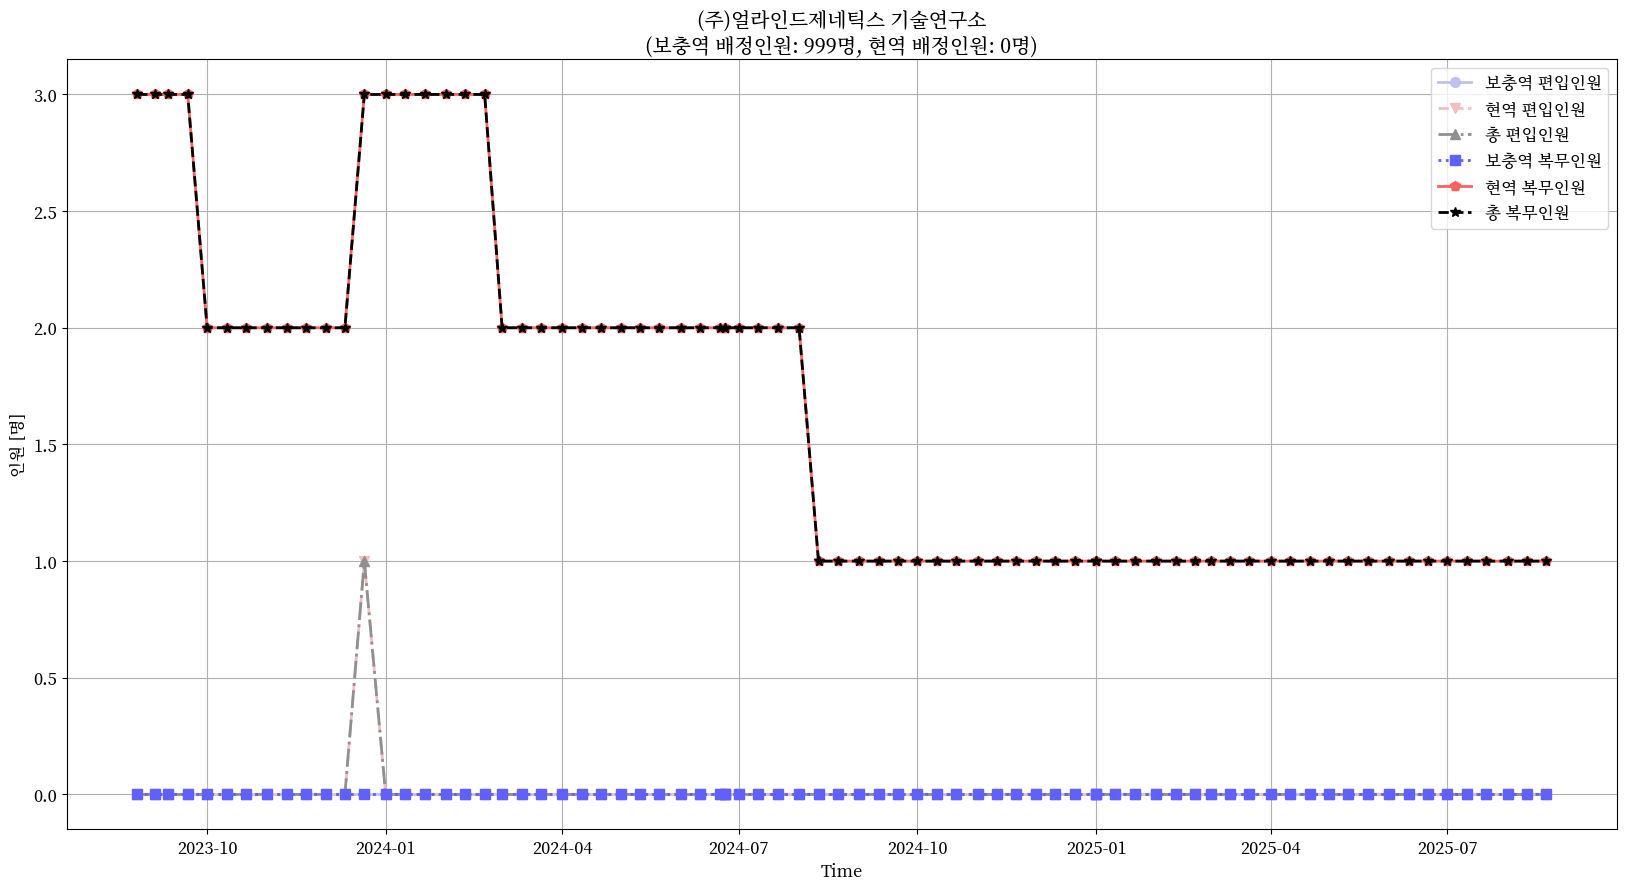 (주)얼라인드제네틱스 기술연구소
(보충역 배정인원: 999명, 현역 배정인원: 0명)
보충역 편입인원
현역 편입인원
총 편입인원
보충역 복무인원
현역 복무인원
총 복무인원
3.0
2.5
2.0
1.5
1.0
0.5
0.0
인원 [명]
2023-10
2024-01
2024-04
2024-07
2024-10
2025-01
2025-04
2025-07
Time